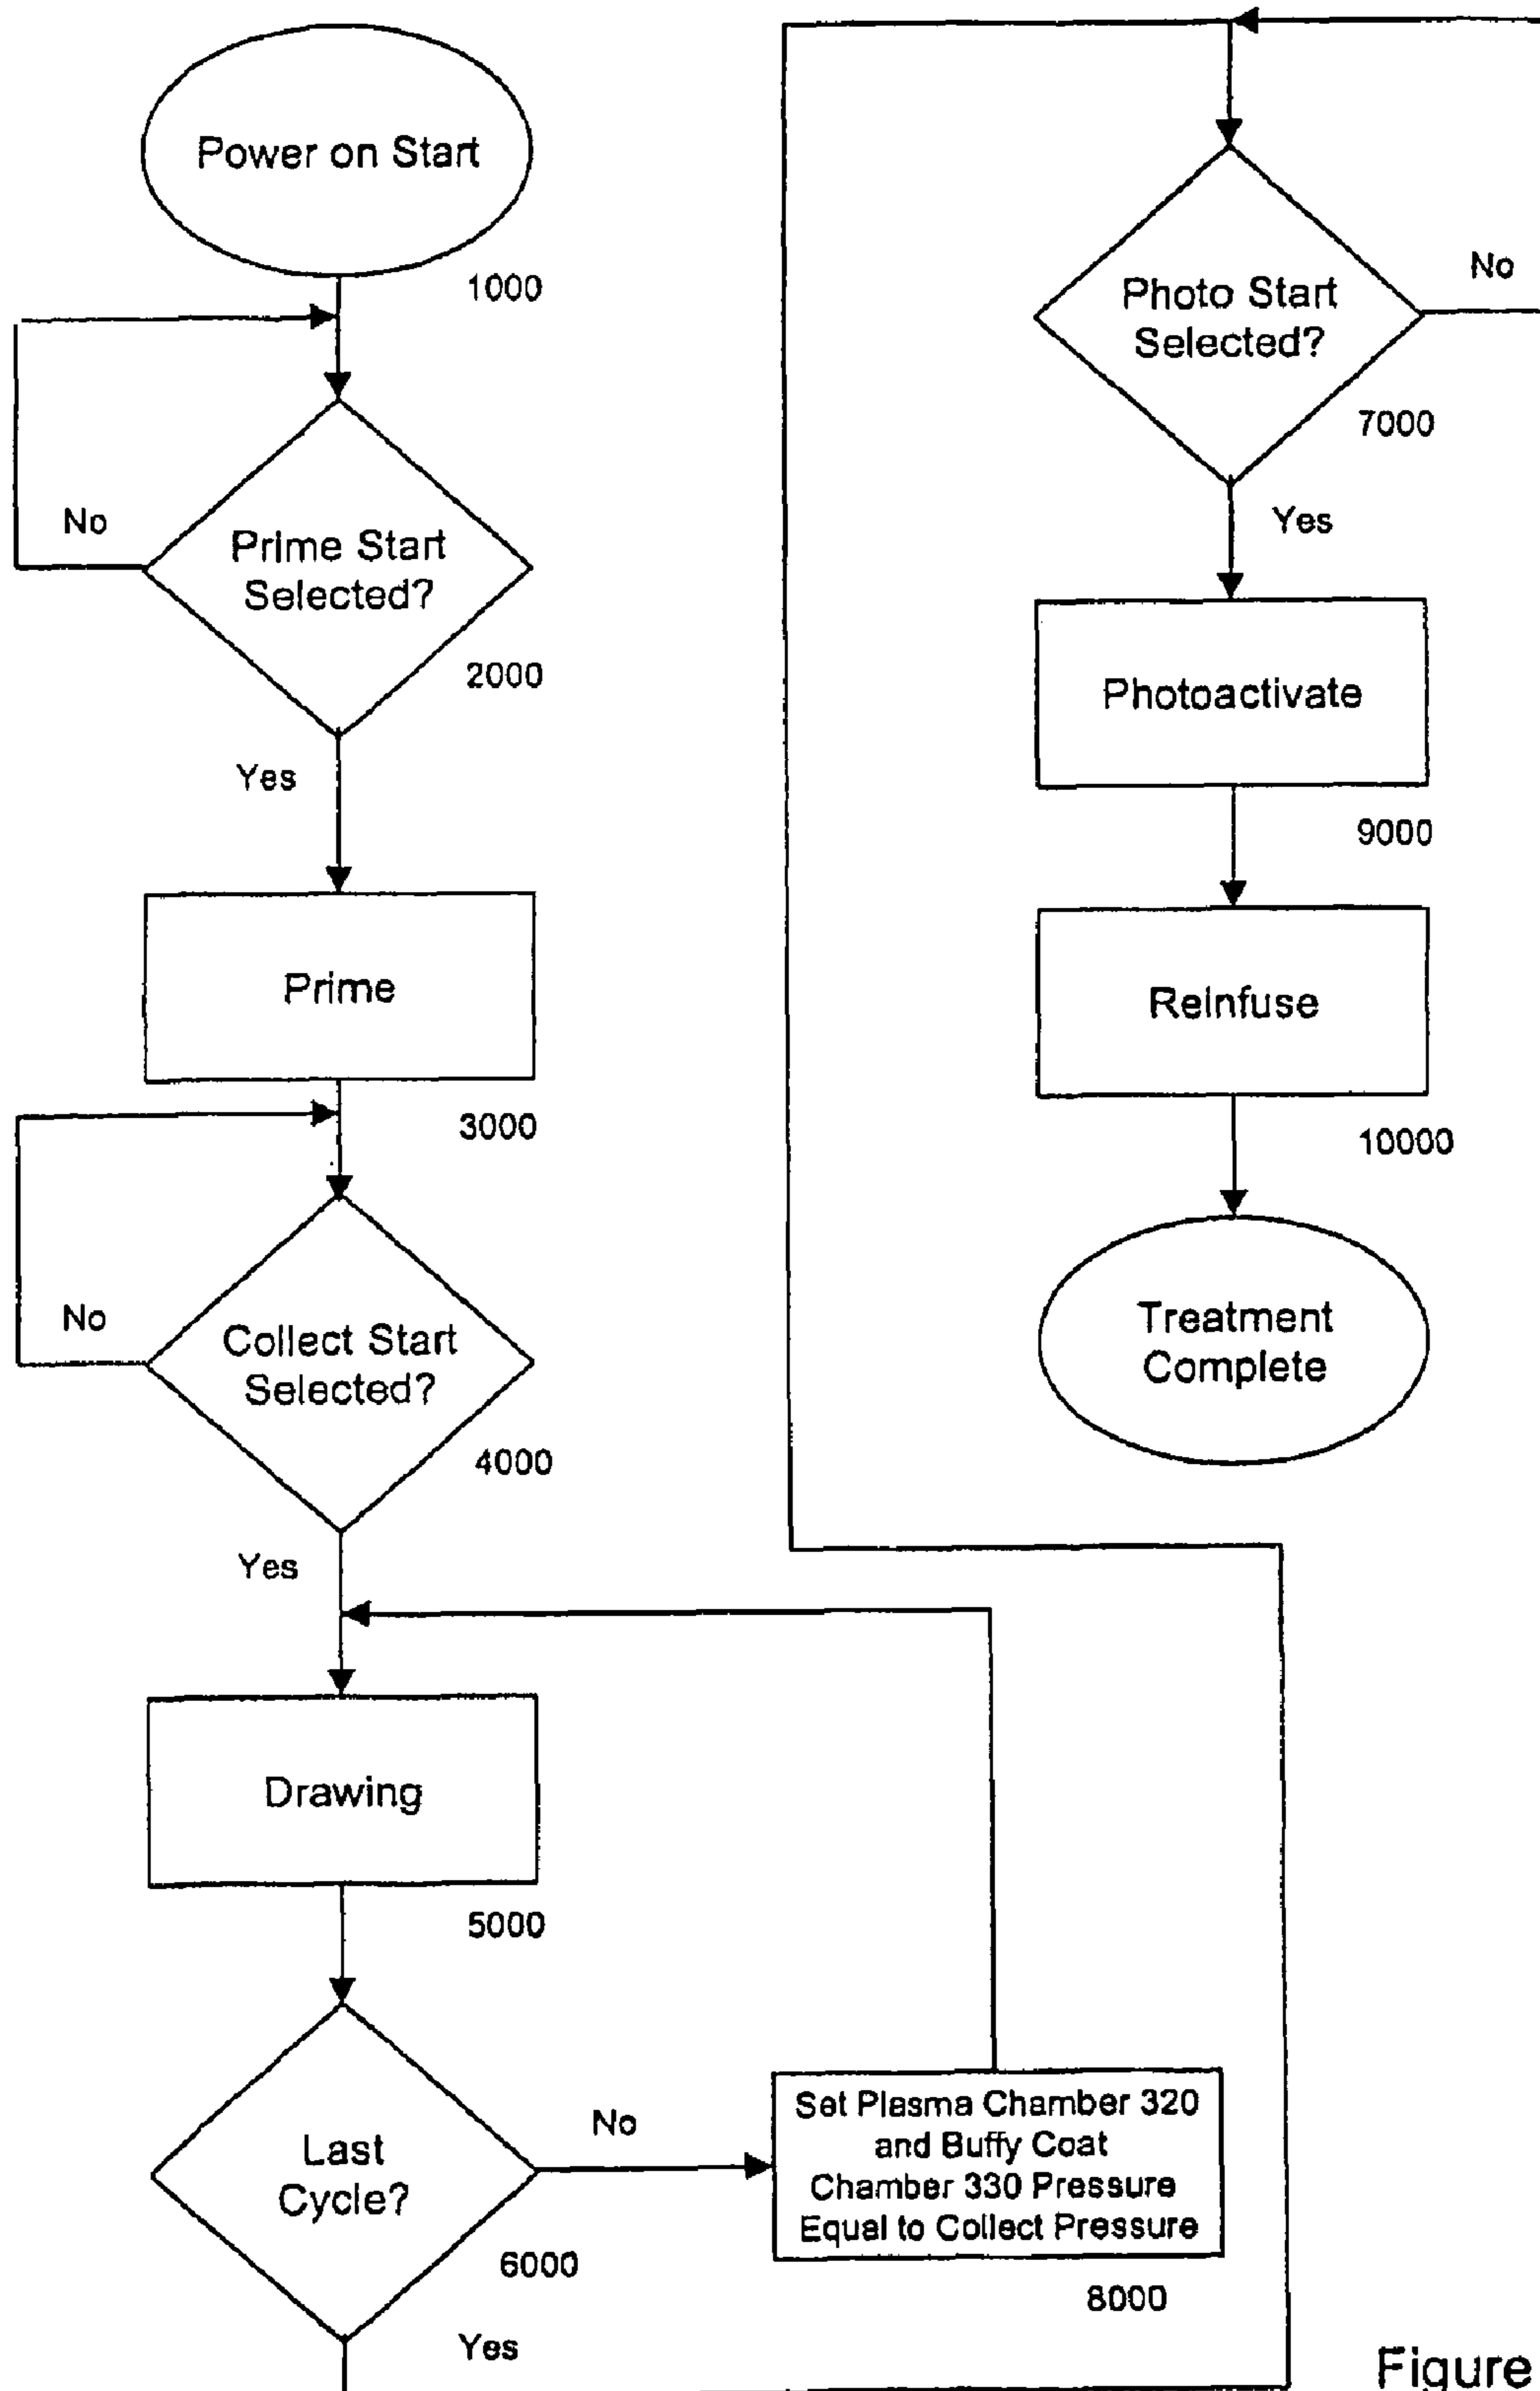 Power on Start
1000
No
Prime Start
Selected?
2000
Yes
Prime
3000
No
Collect Start
Selected?
4000
Yes
Drawing
5000
Last
Cycle?
No
6000
Yes
Set Plasma Chamber 320
and Buffy Coat
Chamber 330 Pressure
Equal to Collect Pressure
8000
Photo Start
Selected?
No
7000
Yes
Photoactivate
9000
Reinfuse
10000
Treatment
Complete
Figure